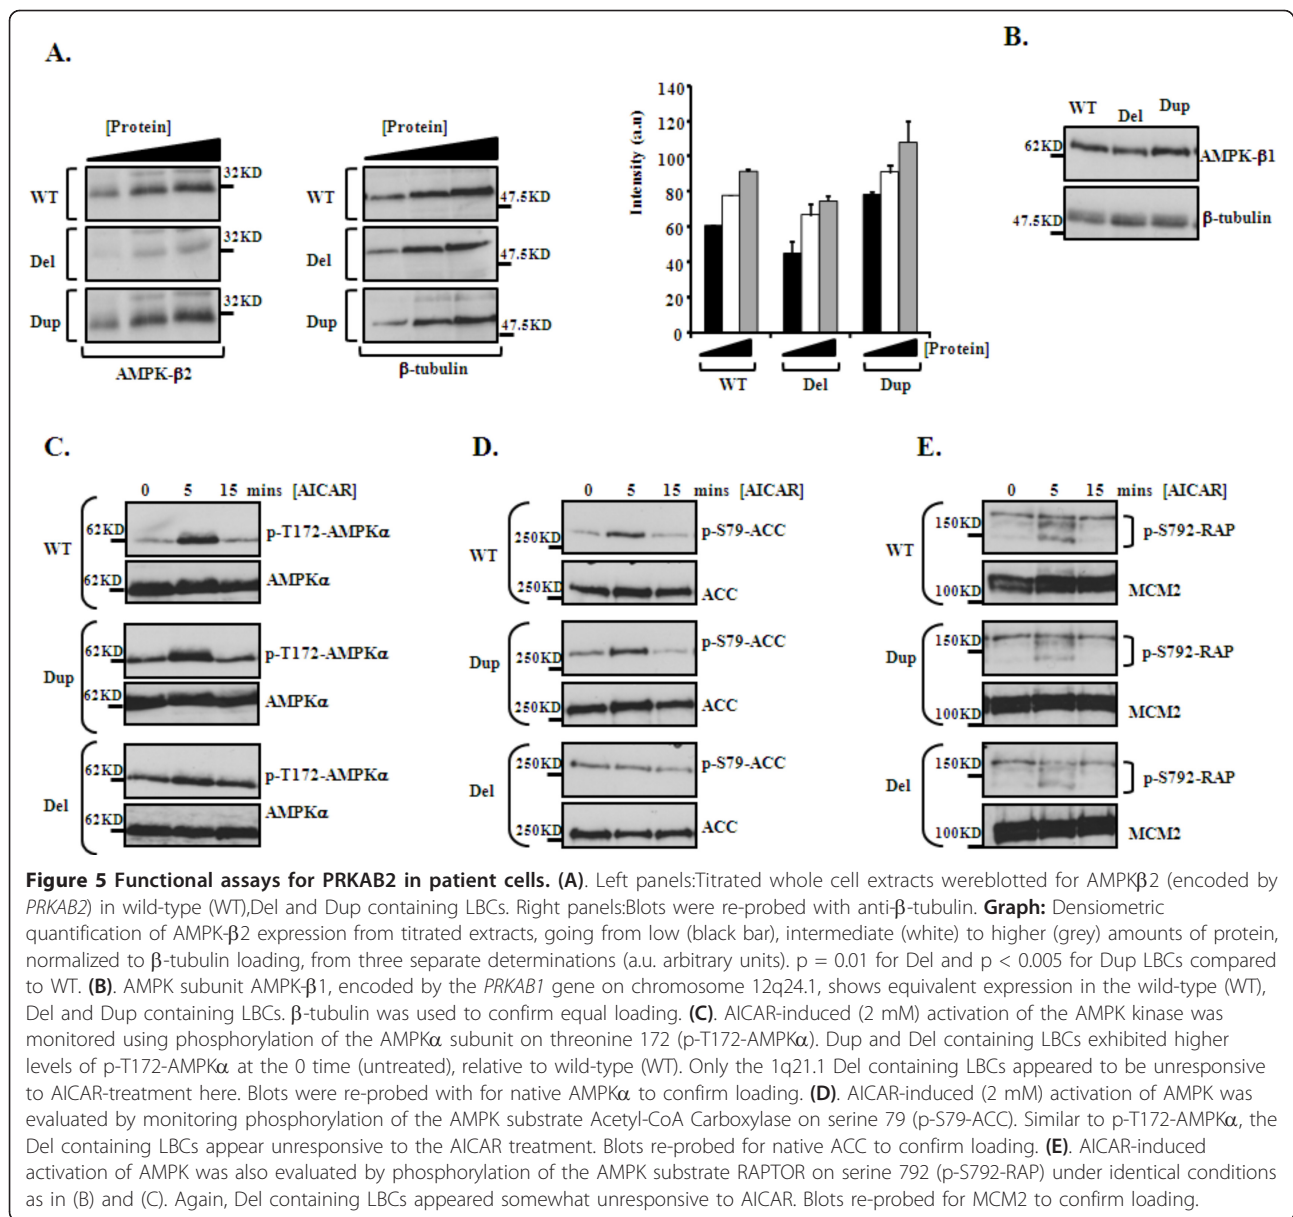 A.
[Protein]
[Protein]
WT
32KD
47.5KD
Del
32KD
47.5KD
Dup
32KD
47.5KD
AMPK-β2
β-tubulin
Intensity (a.u)
140
120
100
80
60
40
20
0
[Protein]
WT Del Dup
B.
WT Del Dup
62KD
AMPK-β1
47.5KD
β-tubulin
C.
0 5 15 mins [AICAR]
WT
62KD
p-T172-AMPKα
62KD
AMPKα
Dup
62KD
p-T172-AMPKα
62KD
AMPKα
Del
62KD
p-T172-AMPKα
62KD
AMPKα
D.
0 5 15 mins [AICAR]
WT
250KD
p-S79-ACC
250KD
ACC
Dup
250KD
p-S79-ACC
250KD
ACC
Del
250KD
p-S79-ACC
250KD
ACC
E.
0 5 15 mins [AICAR]
WT
150KD
p-S792-RAP
100KD
MCM2
Dup
150KD
p-S792-RAP
100KD
MCM2
Del
150KD
p-S792-RAP
100KD
MCM2
Figure 5 Functional assays for PRKAB2 in patient cells. (A). Left panels:Titrated whole cell extracts wereblotted for AMPKβ2 (encoded by
PRKAB2) in wild-type (WT),Del and Dup containing LBCs. Right panels:Blots were re-probed with anti-β-tubulin. Graph: Densiometric
quantification of AMPK-β2 expression from titrated extracts, going from low (black bar), intermediate (white) to higher (grey) amounts of protein,
normalized to β-tubulin loading, from three separate determinations (a.u. arbitrary units). p = 0.01 for Del and p < 0.005 for Dup LBCs compared
to WT. (B). AMPK subunit AMPK-β1, encoded by the PRKAB1 gene on chromosome 12q24.1, shows equivalent expression in the wild-type (WT),
Del and Dup containing LBCs. β-tubulin was used to confirm equal loading. (C). AICAR-induced (2 mM) activation of the AMPK kinase was
monitored using phosphorylation of the AMPKα subunit on threonine 172 (p-T172-AMPKα). Dup and Del containing LBCs exhibited higher
levels of p-T172-AMPKα at the 0 time (untreated), relative to wild-type (WT). Only the 1q21.1 Del containing LBCs appeared to be unresponsive
to AICAR-treatment here. Blots were re-probed with for native AMPKα to confirm loading. (D). AICAR-induced (2 mM) activation of AMPK was
evaluated by monitoring phosphorylation of the AMPK substrate Acetyl-CoA Carboxylase on serine 79 (p-S79-ACC). Similar to p-T172-AMPKα, the
Del containing LBCs appear unresponsive to the AICAR treatment. Blots re-probed for native ACC to confirm loading. (E). AICAR-induced
activation of AMPK was also evaluated by phosphorylation of the AMPK substrate RAPTOR on serine 792 (p-S792-RAP) under identical conditions
as in (B) and (C). Again, Del containing LBCs appeared somewhat unresponsive to AICAR. Blots re-probed for MCM2 to confirm loading.